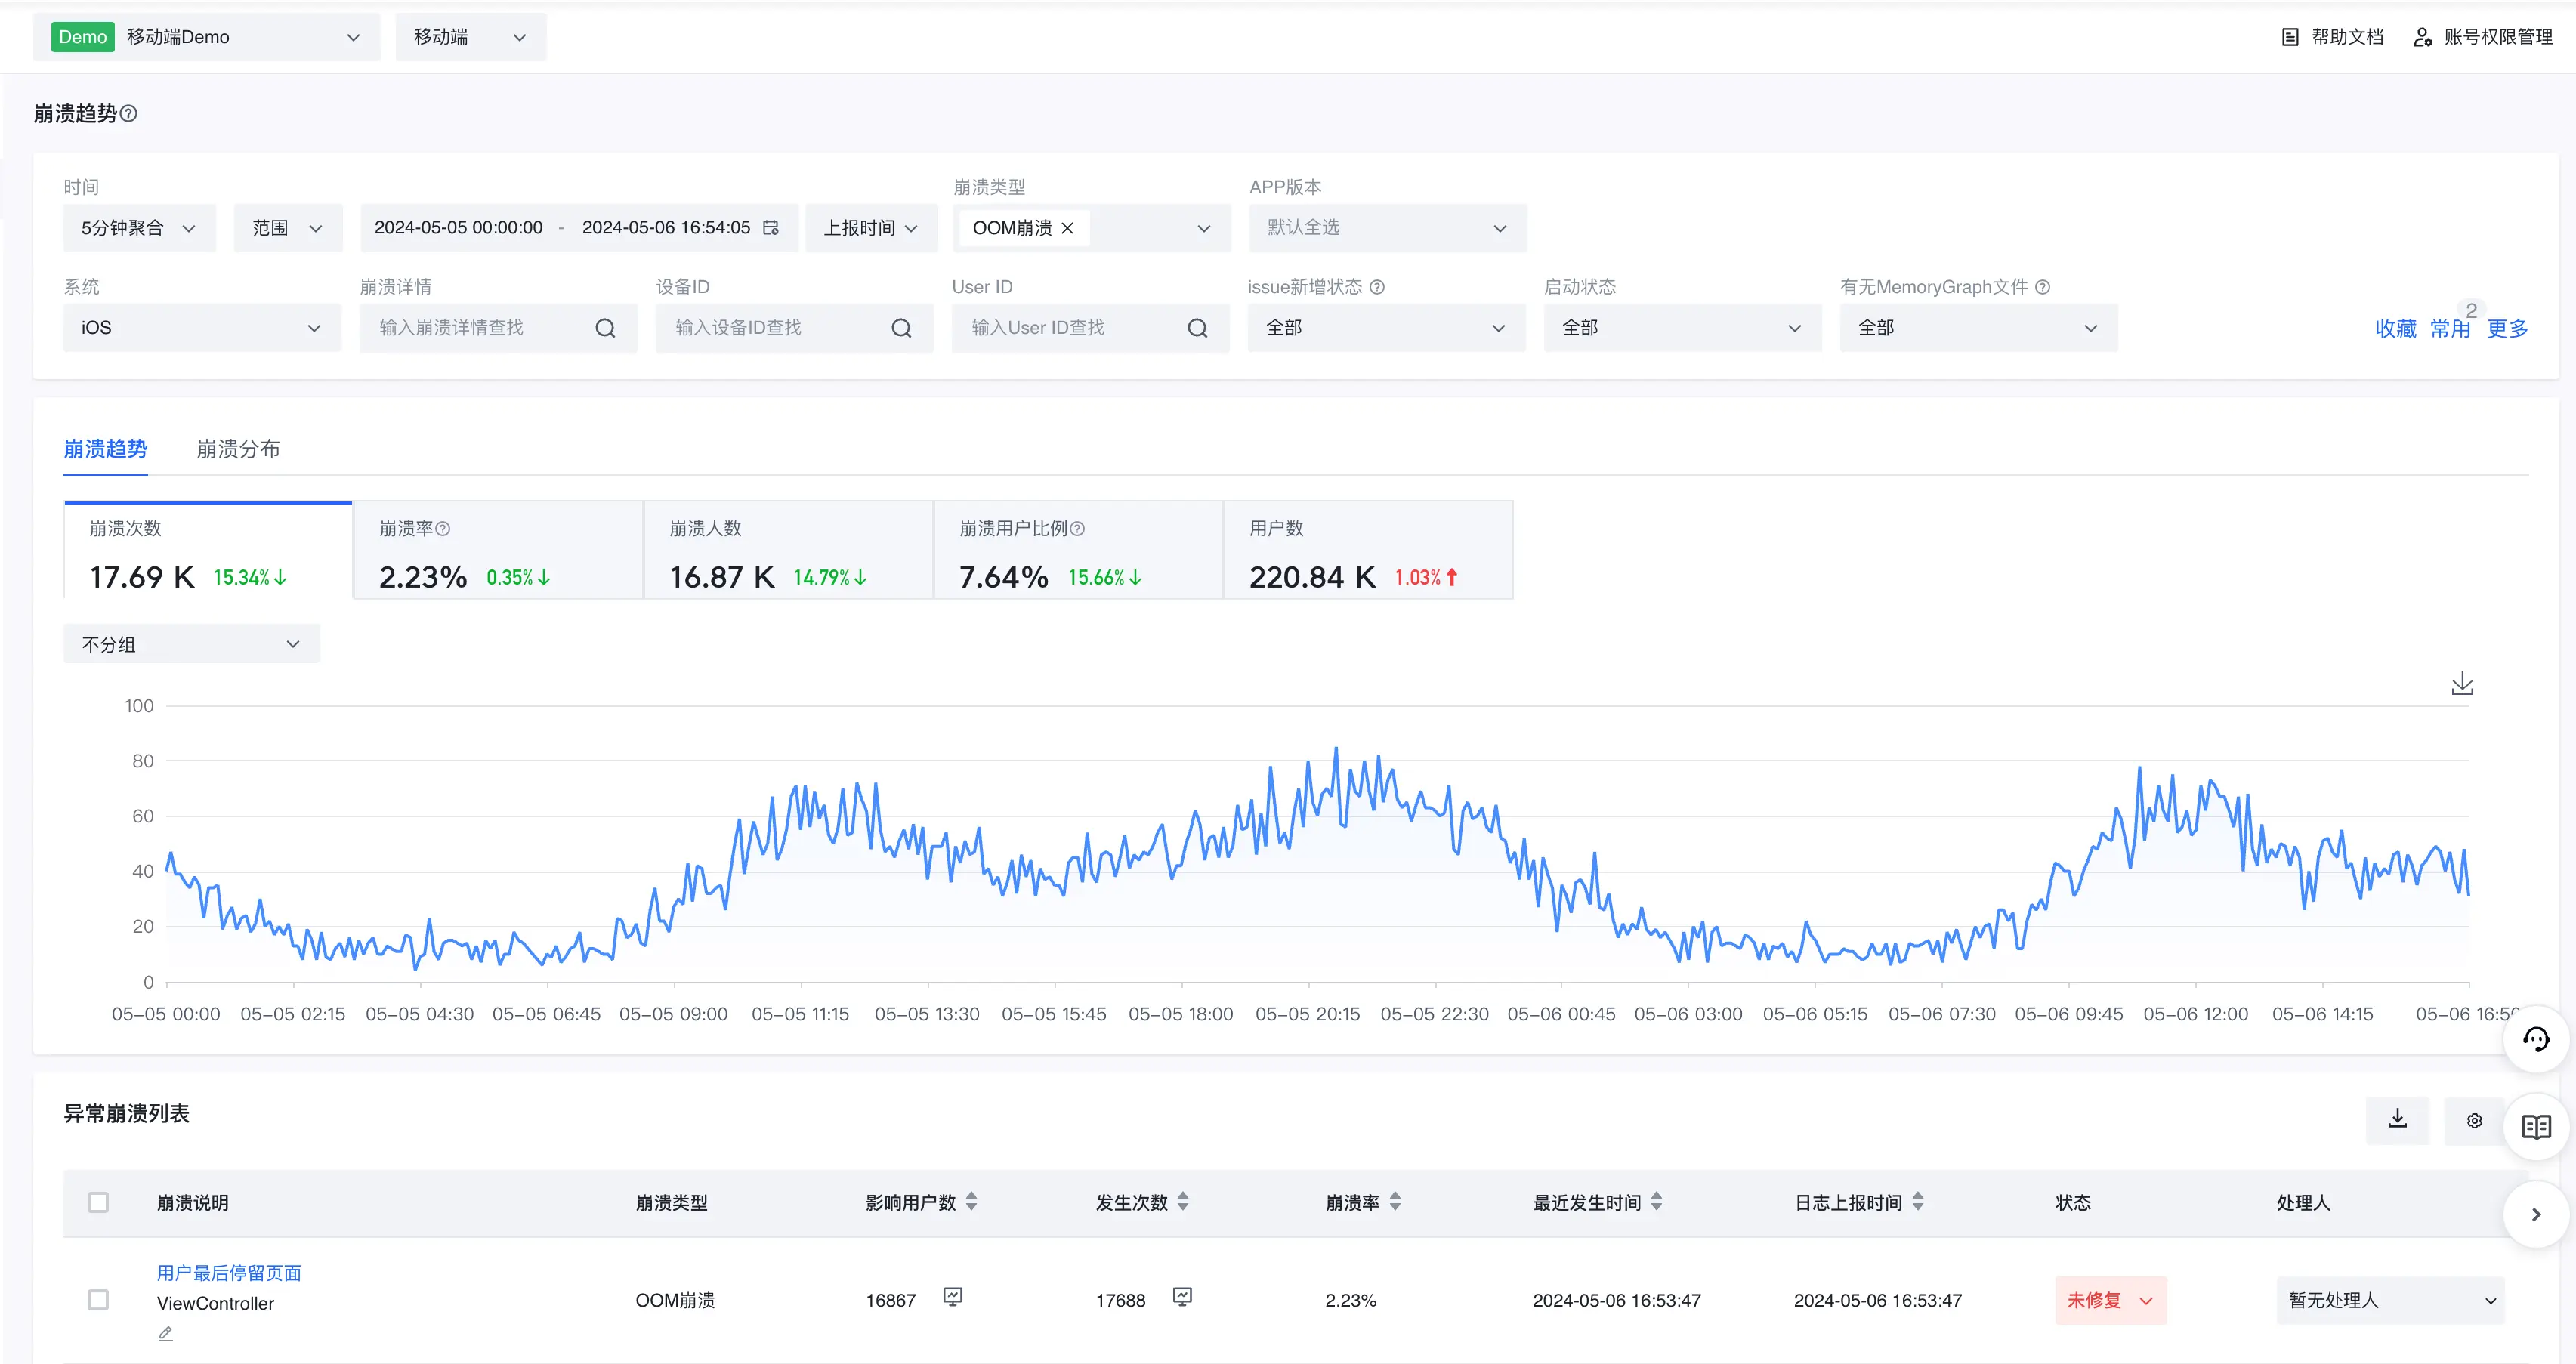 Demo 移动端Demo 移动端 帮助文档 账号权限管理
崩溃趋势
时间 崩溃类型 APP版本
5分钟聚合 范围 2024-05-05 00:00:00 - 2024-05-06 16:54:05 上报时间 OOM崩溃 默认全选
系统 崩溃详情 设备ID User ID issue新增状态 启动状态 有无MemoryGraph文件
iOS 输入崩溃详情查找 输入设备ID查找 输入User ID查找 全部 全部 全部 收藏 常用 2 更多
崩溃趋势 崩溃分布
崩溃次数 崩溃率 崩溃人数 崩溃用户比例 用户数
17.69 K 15.34% 2.23% 0.35% 16.87 K 14.79% 7.64% 15.66% 220.84 K 1.03%
不分组
100
80
60
40
20
0
05-05 00:00 05-05 02:15 05-05 04:30 05-05 06:45 05-05 09:00 05-05 11:15 05-05 13:30 05-05 15:45 05-05 18:00 05-05 20:15 05-05 22:30 05-06 00:45 05-06 03:00 05-06 05:15 05-06 07:30 05-06 09:45 05-06 12:00 05-06 14:15 05-06 16:50
异常崩溃列表
崩溃说明 崩溃类型 影响用户数 发生次数 崩溃率 最近发生时间 日志上报时间 状态 处理人
用户最后停留页面
ViewController OOM崩溃 16867 17688 2.23% 2024-05-06 16:53:47 2024-05-06 16:53:47 未修复 暂无处理人